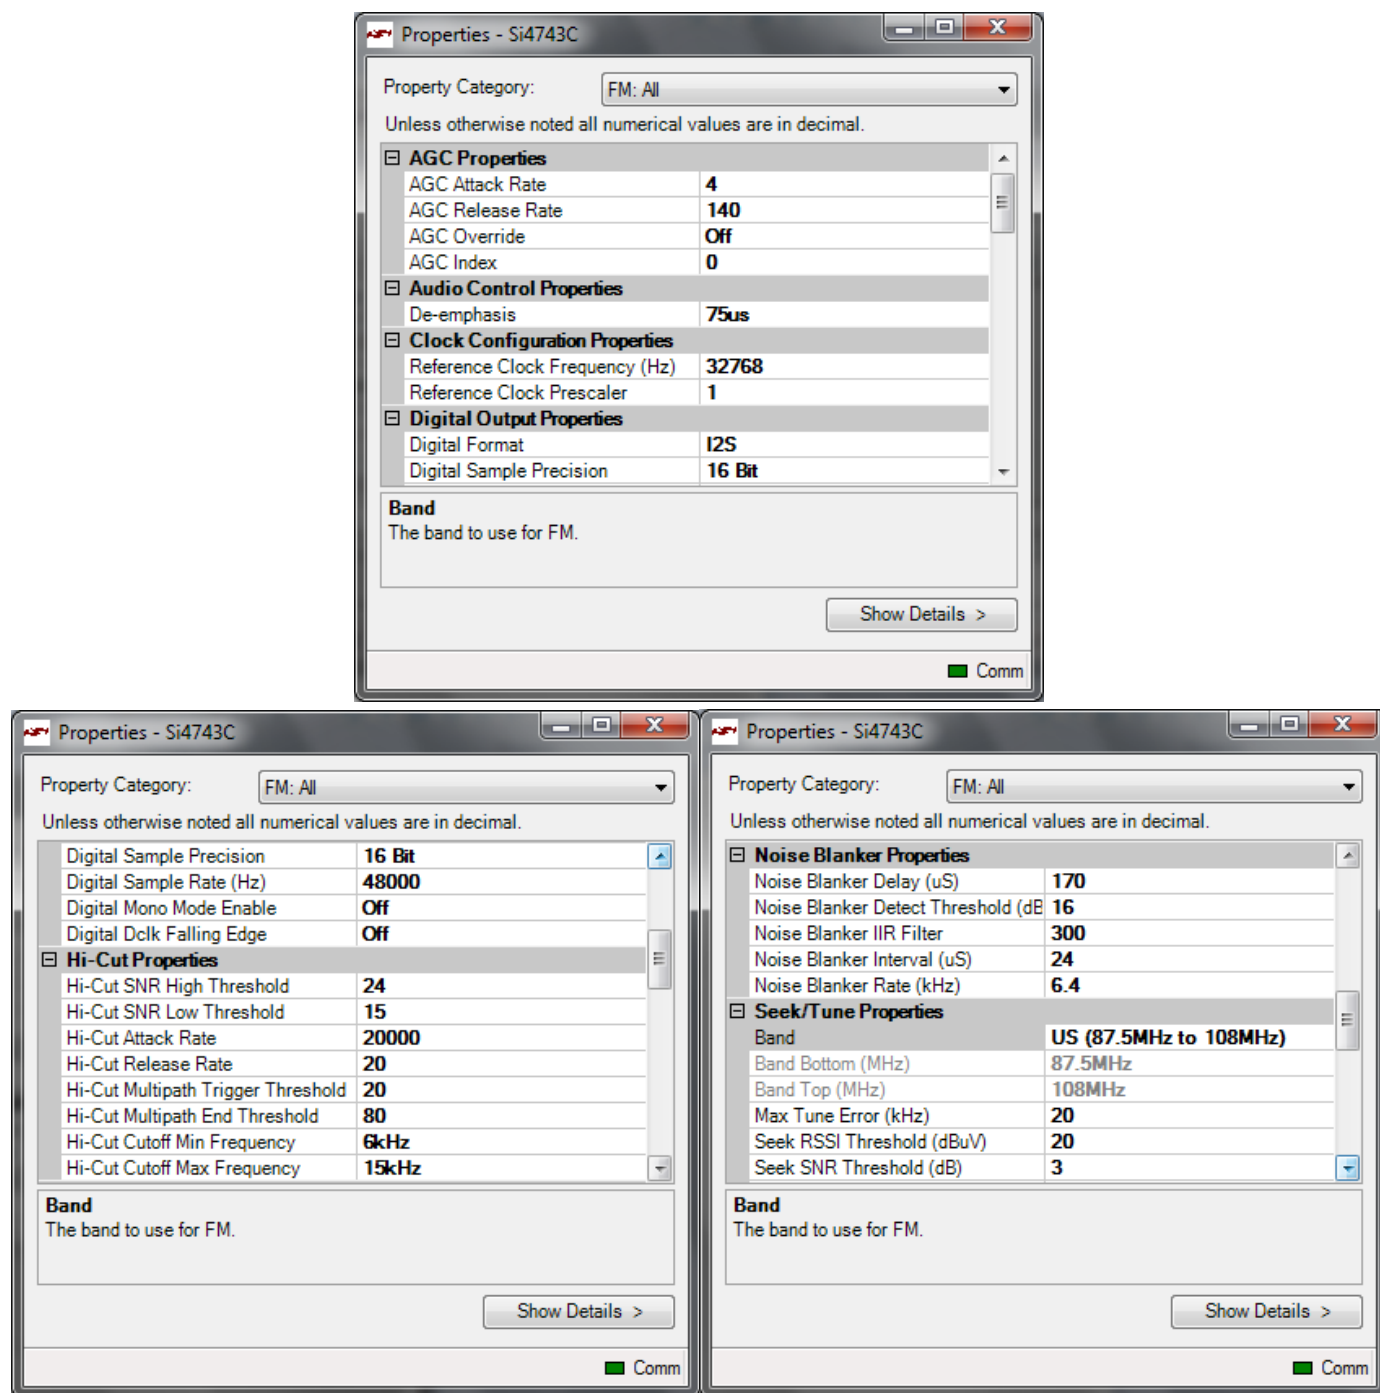 Properties - Si4743C
Property Category: FM: All
Unless otherwise noted all numerical values are in decimal.
AGC Properties
AGC Attack Rate 4
AGC Release Rate 140
AGC Override Off
AGC Index 0
Audio Control Properties
De-emphasis 75us
Clock Configuration Properties
Reference Clock Frequency (Hz) 32768
Reference Clock Prescaler 1
Digital Output Properties
Digital Format I2S
Digital Sample Precision 16 Bit
Band
The band to use for FM.
Show Details >
Comm
Properties - Si4743C
Property Category: FM: All
Unless otherwise noted all numerical values are in decimal.
Digital Sample Precision 16 Bit
Digital Sample Rate (Hz) 48000
Digital Mono Mode Enable Off
Digital Dclk Falling Edge Off
Hi-Cut Properties
Hi-Cut SNR High Threshold 24
Hi-Cut SNR Low Threshold 15
Hi-Cut Attack Rate 20000
Hi-Cut Release Rate 20
Hi-Cut Multipath Trigger Threshold 20
Hi-Cut Multipath End Threshold 80
Hi-Cut Cutoff Min Frequency 6kHz
Hi-Cut Cutoff Max Frequency 15kHz
Band
The band to use for FM.
Show Details >
Comm
Properties - Si4743C
Property Category: FM: All
Unless otherwise noted all numerical values are in decimal.
Noise Blanker Properties
Noise Blanker Delay (uS) 170
Noise Blanker Detect Threshold (dB 16
Noise Blanker IIR Filter 300
Noise Blanker Interval (uS) 24
Noise Blanker Rate (kHz) 6.4
Seek/Tune Properties
Band US (87.5MHz to 108MHz)
Band Bottom (MHz) 87.5MHz
Band Top (MHz) 108MHz
Max Tune Error (kHz) 20
Seek RSSI Threshold (dBuV) 20
Seek SNR Threshold (dB) 3
Band
The band to use for FM.
Show Details >
Comm